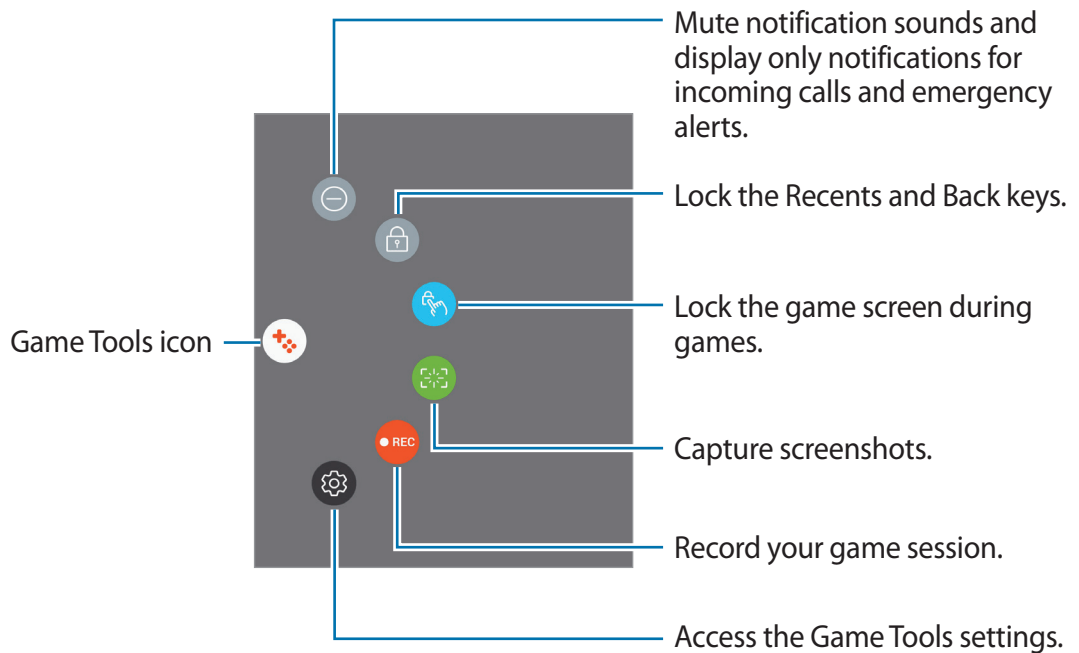 Mute notification sounds and
display only notifications for
incoming calls and emergency
alerts.
Lock the Recents and Back keys.
Lock the game screen during
games.
Game Tools icon
Capture screenshots.
REC
Record your game session.
Access the Game Tools settings.